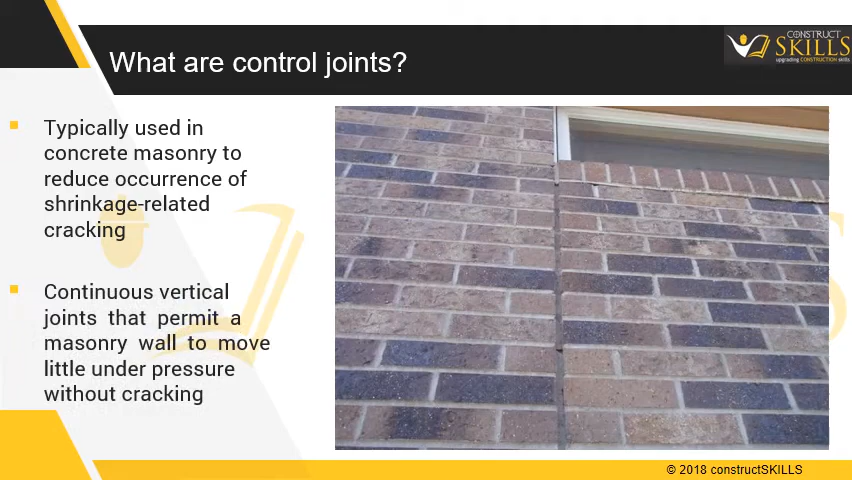 What are control joints?
CONSTRUCT
SKILLS
upgrading CONSTRUCTION skills
Typically used in
concrete masonry to
reduce occurrence of
shrinkage-related
cracking
Continuous vertical
joints that permit a
masonry wall to move
little under pressure
without cracking
© 2018 constructSKILLS